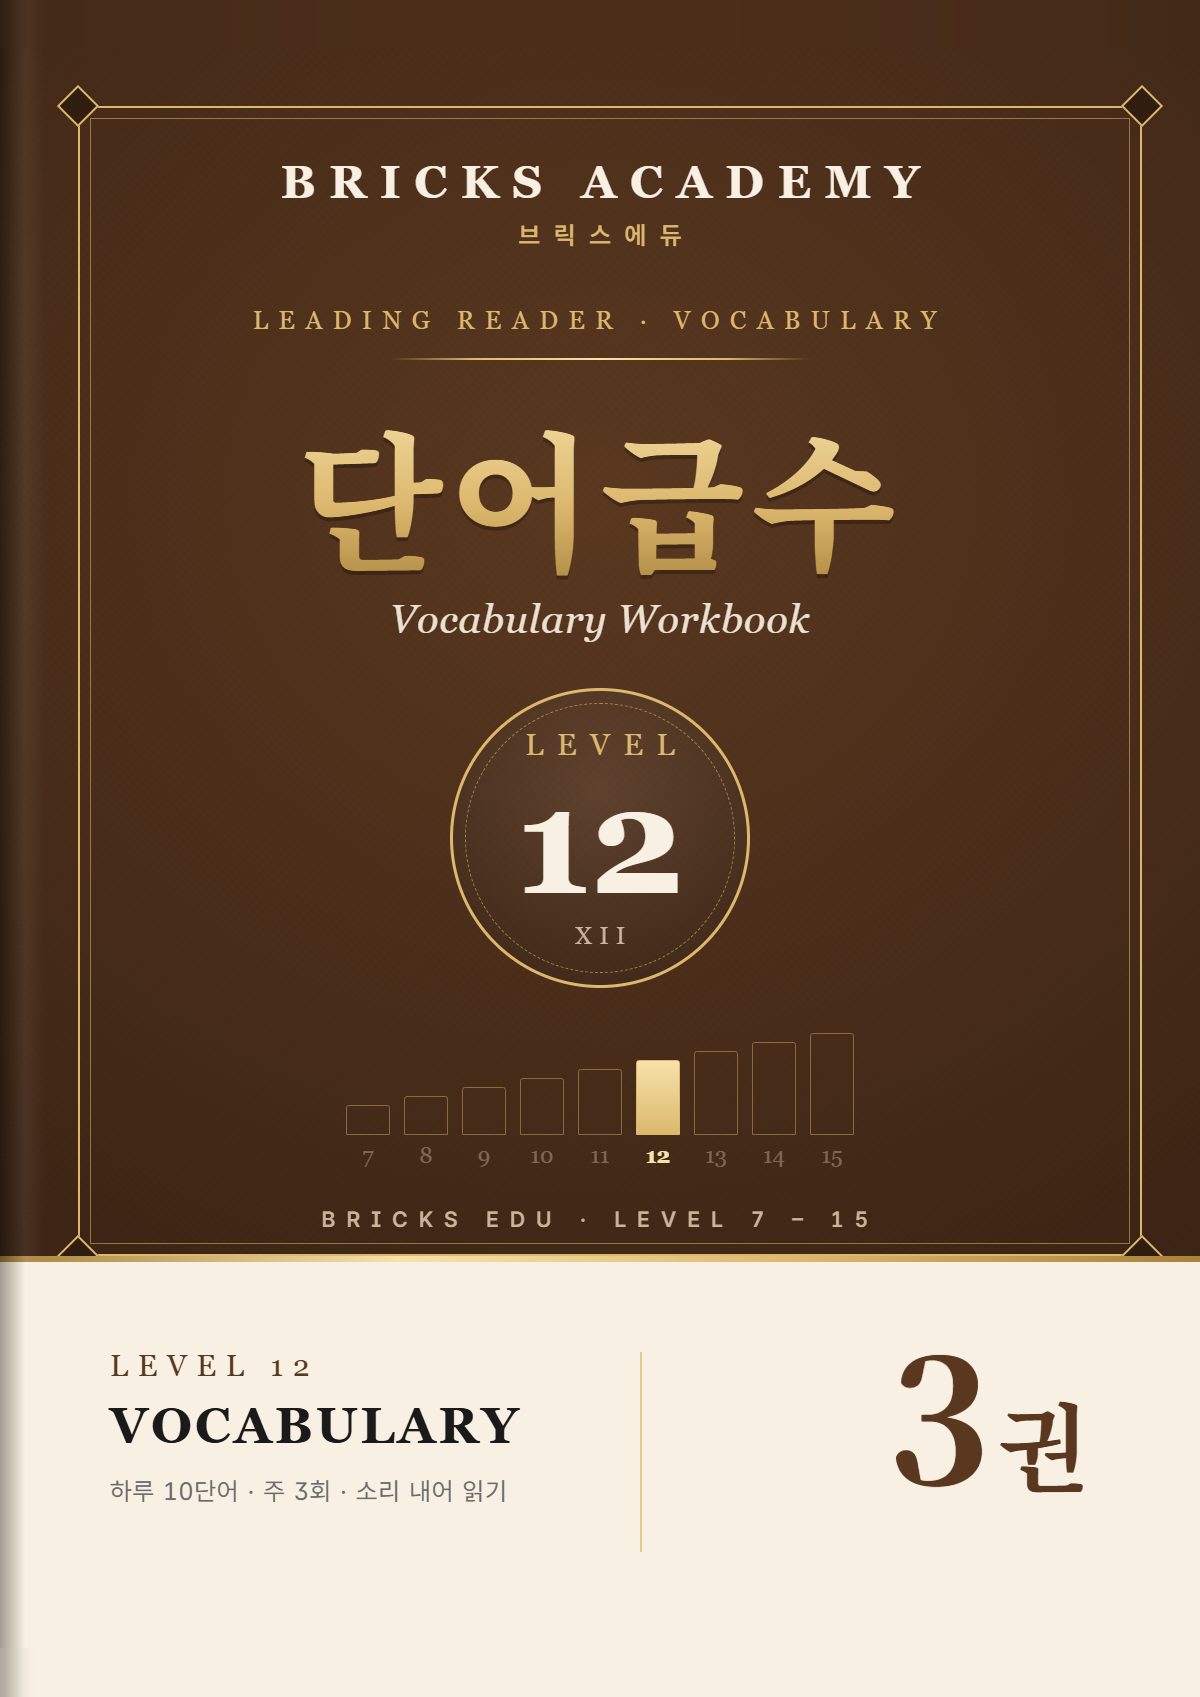 BRICKS ACADEMY
브릭스에듀
LEADING READER · VOCABULARY
단어급수
Vocabulary Workbook
LEVEL
12
XII
7 8 9 10 11 12 13 14 15
BRICKS EDU · LEVEL 7 – 15
LEVEL 12
VOCABULARY
하루 10단어 · 주 3회 · 소리 내어 읽기
3권